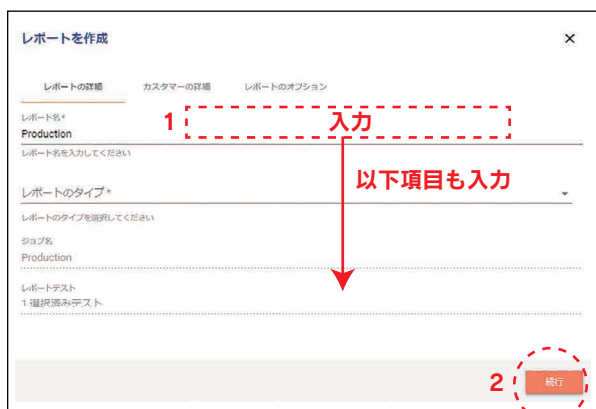 レポートを作成
×
レポートの詳細 カスタマーの詳細 レポートのオプション
レポート名*
1 入力
Production
レポート名を入力してください
以下項目も入力
レポートのタイプ*
レポートのタイプを選択してください
ジョブ名
Production
レポートテスト
1 選択済みテスト
2 続行